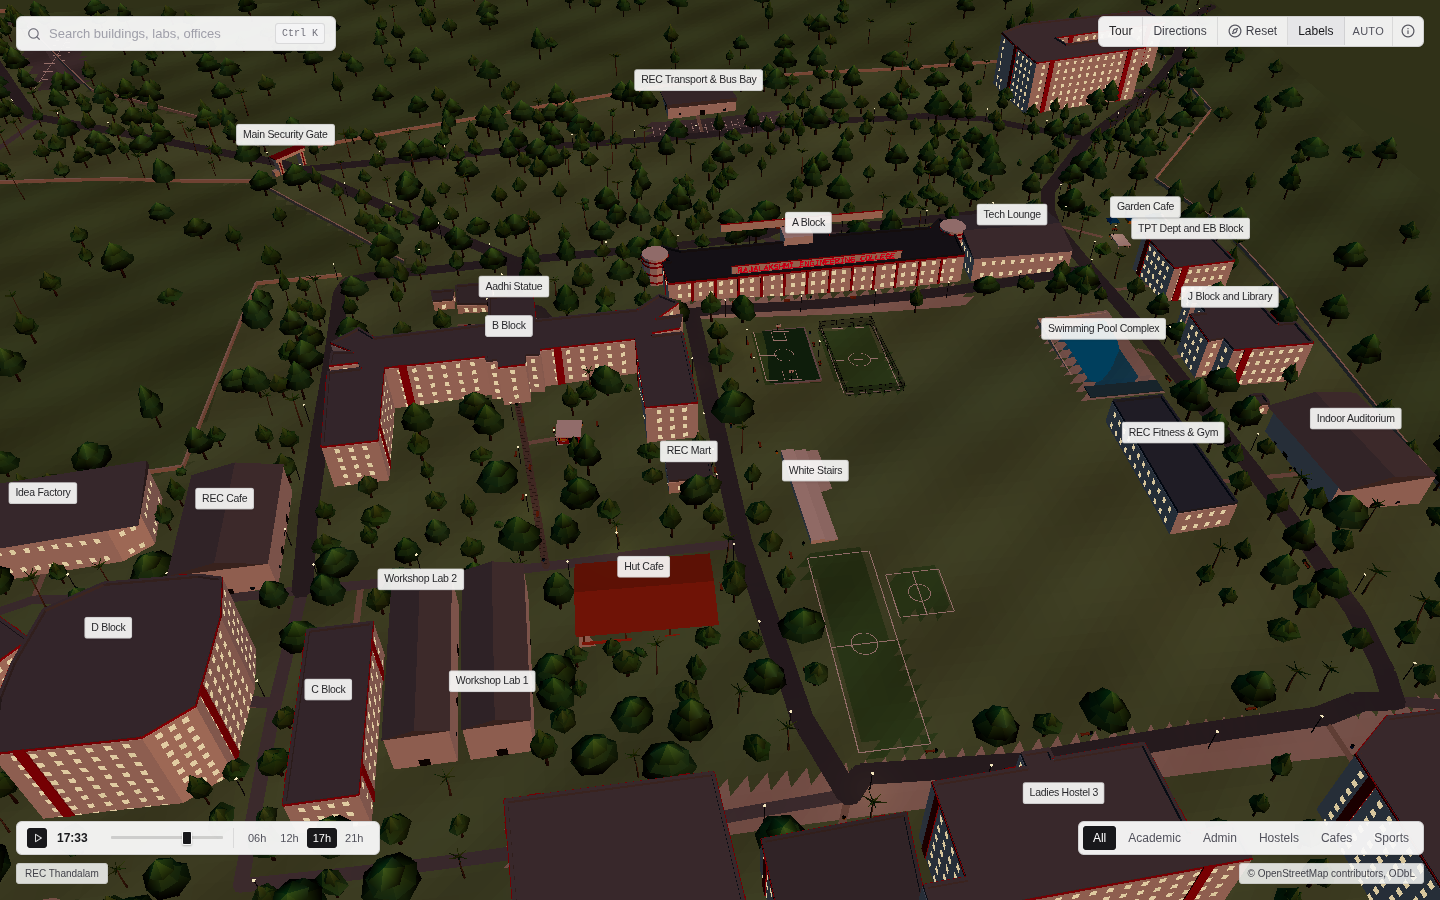 Search buildings, labs, offices
Ctrl K
Tour
Directions
Reset
Labels
AUTO
REC Transport & Bus Bay
Main Security Gate
Garden Cafe
Tech Lounge
A Block
TPT Dept and EB Block
RAJALAKSHMI ENGINEERING COLLEGE
Aadhi Statue
J Block and Library
B Block
Swimming Pool Complex
Indoor Auditorium
REC Fitness & Gym
REC Mart
White Stairs
Idea Factory
REC Cafe
Hut Cafe
Workshop Lab 2
D Block
Workshop Lab 1
C Block
Ladies Hostel 3
17:33
06h
12h
17h
21h
All
Academic
Admin
Hostels
Cafes
Sports
REC Thandalam
© OpenStreetMap contributors, ODbL